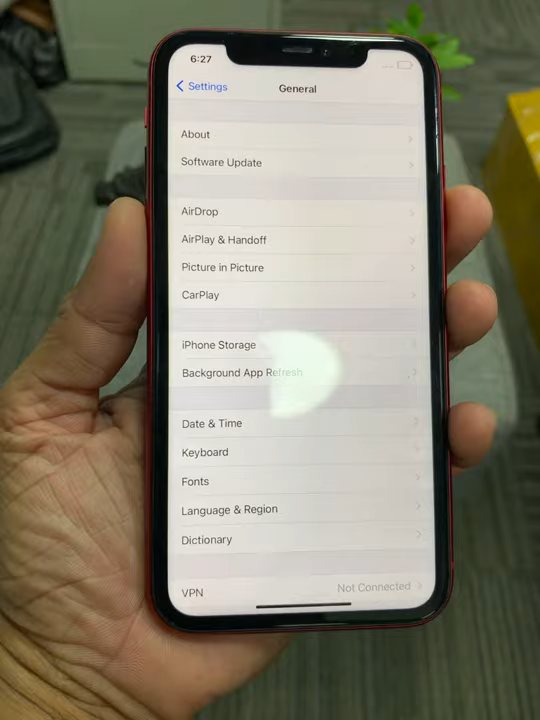 6:27
Settings
General
About
Software Update
AirDrop
AirPlay & Handoff
Picture in Picture
CarPlay
iPhone Storage
Background App Refresh
Date & Time
Keyboard
Fonts
Language & Region
Dictionary
VPN Not Connected